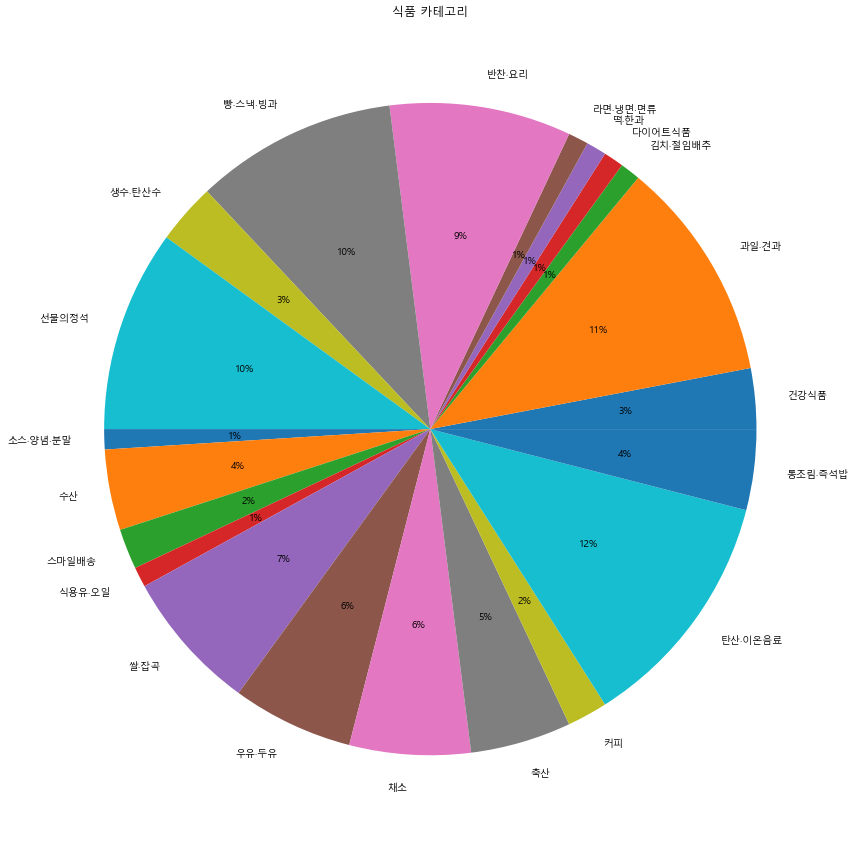 식품 카테고리
반찬·요리
빵·스낵·빙과
라면·냉면·면류
떡·한과
다이어트식품
김치·절임배추
생수·탄산수
과일·견과
9%
10%
1%
1%
1%
1%
3%
선물의정석
11%
10%
건강식품
3%
소스·양념·분말
1%
4%
4%
통조림·즉석밥
수산
2%
1%
12%
스마일배송
7%
식용유·오일
2%
6%
5%
6%
탄산·이온음료
쌀·잡곡
커피
우유·두유
축산
채소